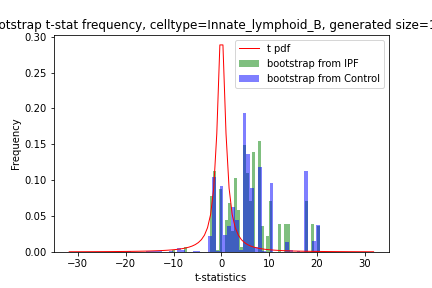 otstrap t-stat frequency, celltype=Innate_lymphoid_B, generated size=1
t pdf
bootstrap from IPF
bootstrap from Control
Frequency
0.30
0.25
0.20
0.15
0.10
0.05
0.00
−30 −20 −10 0 10 20 30
t-statistics